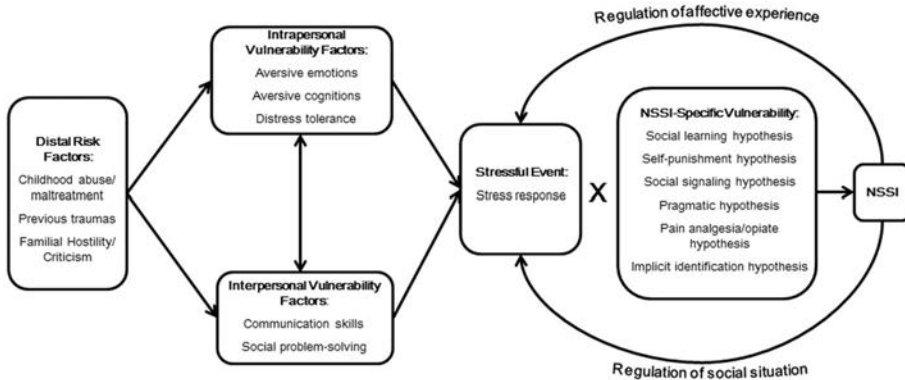 Regulation of affective experience
Intrapersonal
Vulnerability Factors:
Aversive emotions
Aversive cognitions
Distress tolerance
Distal Risk
Factors:
Childhood abuse/
maltreatment
Previous traumas
Familial Hostility/
Criticism
Interpersonal Vulnerability
Factors:
Communication skills
Social problem-solving
Stressful Event:
Stress response
X
NSSI-Specific Vulnerability:
Social learning hypothesis
Self-punishment hypothesis
Social signaling hypothesis
Pragmatic hypothesis
Pain analgesia/opiate
hypothesis
Implicit identification hypothesis
NSSI
Regulation of social situation